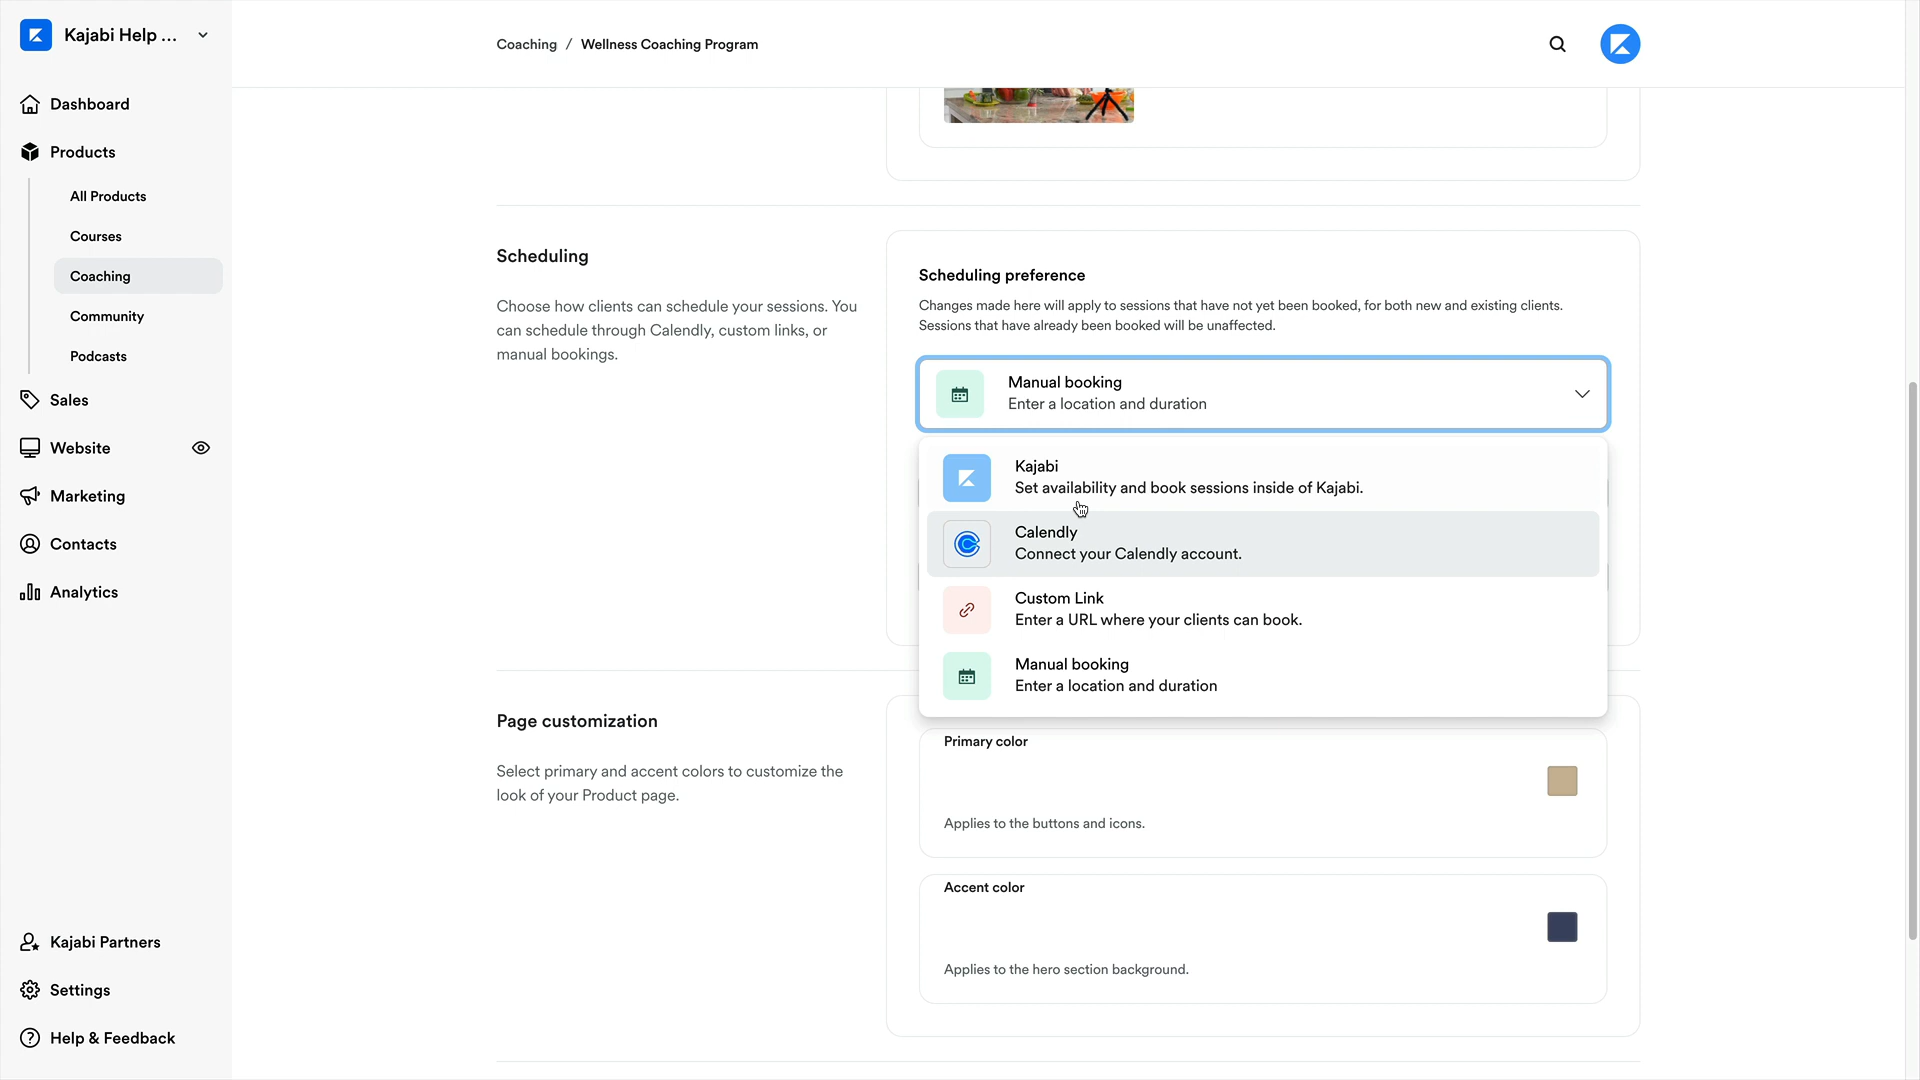 Kajabi Help ...
Dashboard
Products
All Products
Courses
Coaching
Community
Podcasts
Sales
Website
Marketing
Contacts
Analytics
Kajabi Partners
Settings
Help & Feedback
Coaching / Wellness Coaching Program
Scheduling
Choose how clients can schedule your sessions. You
can schedule through Calendly, custom links, or
manual bookings.
Scheduling preference
Changes made here will apply to sessions that have not yet been booked, for both new and existing clients.
Sessions that have already been booked will be unaffected.
Manual booking
Enter a location and duration
Kajabi
Set availability and book sessions inside of Kajabi.
Calendly
Connect your Calendly account.
Custom Link
Enter a URL where your clients can book.
Manual booking
Enter a location and duration
Page customization
Select primary and accent colors to customize the
look of your Product page.
Primary color
Applies to the buttons and icons.
Accent color
Applies to the hero section background.